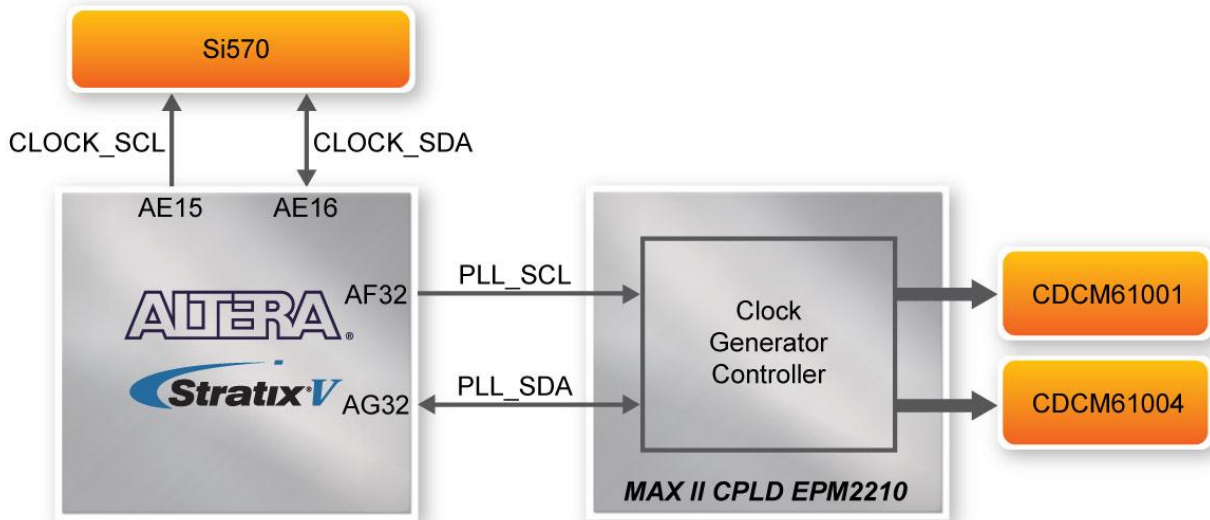 Si570
CLOCK_SCL
CLOCK_SDA
AE15
AE16
ALTERA®
Stratix® V
AF32
AG32
PLL_SCL
PLL_SDA
Clock
Generator
Controller
MAX II CPLD EPM2210
CDCM61001
CDCM61004